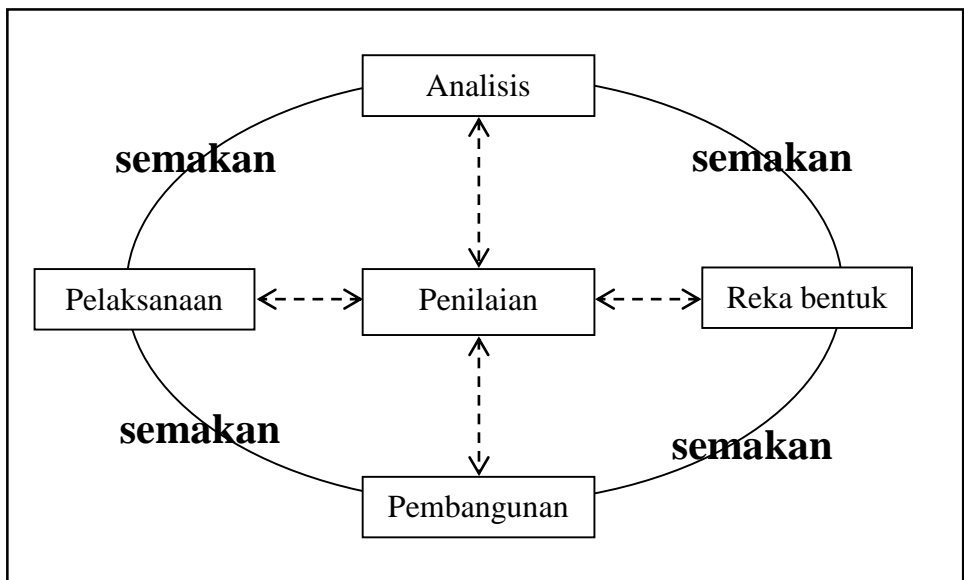 Analisis
semakan
semakan
Pelaksanaan
Penilaian
Reka bentuk
semakan
semakan
Pembangunan